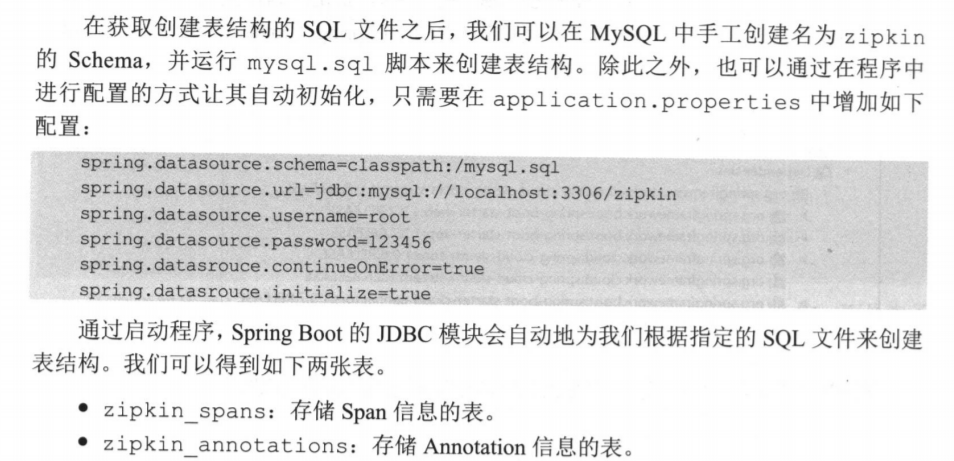 在获取创建表结构的 SQL 文件之后，我们可以在 MySQL 中手工创建名为 zipkin
的 Schema，并运行 mysql.sql 脚本来创建表结构。除此之外，也可以通过在程序中
进行配置的方式让其自动初始化，只需要在 application.properties 中增加如下
配置：
spring.datasource.schema=classpath:/mysql.sql
spring.datasource.url=jdbc:mysql://localhost:3306/zipkin
spring.datasource.username=root
spring.datasource.password=123456
spring.datasrouce.continueOnError=true
spring.datasrouce.initialize=true
通过启动程序，Spring Boot 的 JDBC 模块会自动地为我们根据指定的 SQL 文件来创建
表结构。我们可以得到如下两张表。
• zipkin_spans：存储 Span 信息的表。
• zipkin_annotations：存储 Annotation 信息的表。